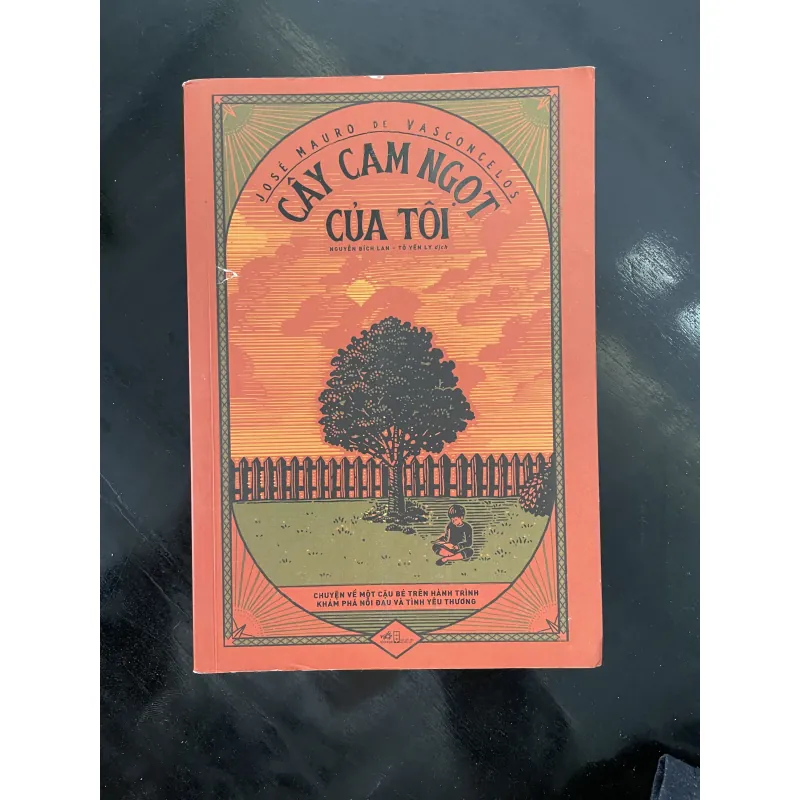 JOSÉ MAURO DE VASCONCELOS
CÂY CAM NGỌT
CỦA TÔI
NGUYỄN BÍCH LAN - TÔ YẾN LY dịch
CHUYỆN VỀ MỘT CẬU BÉ TRÊN HÀNH TRÌNH
KHÁM PHÁ NỖI ĐAU VÀ TÌNH YÊU THƯƠNG